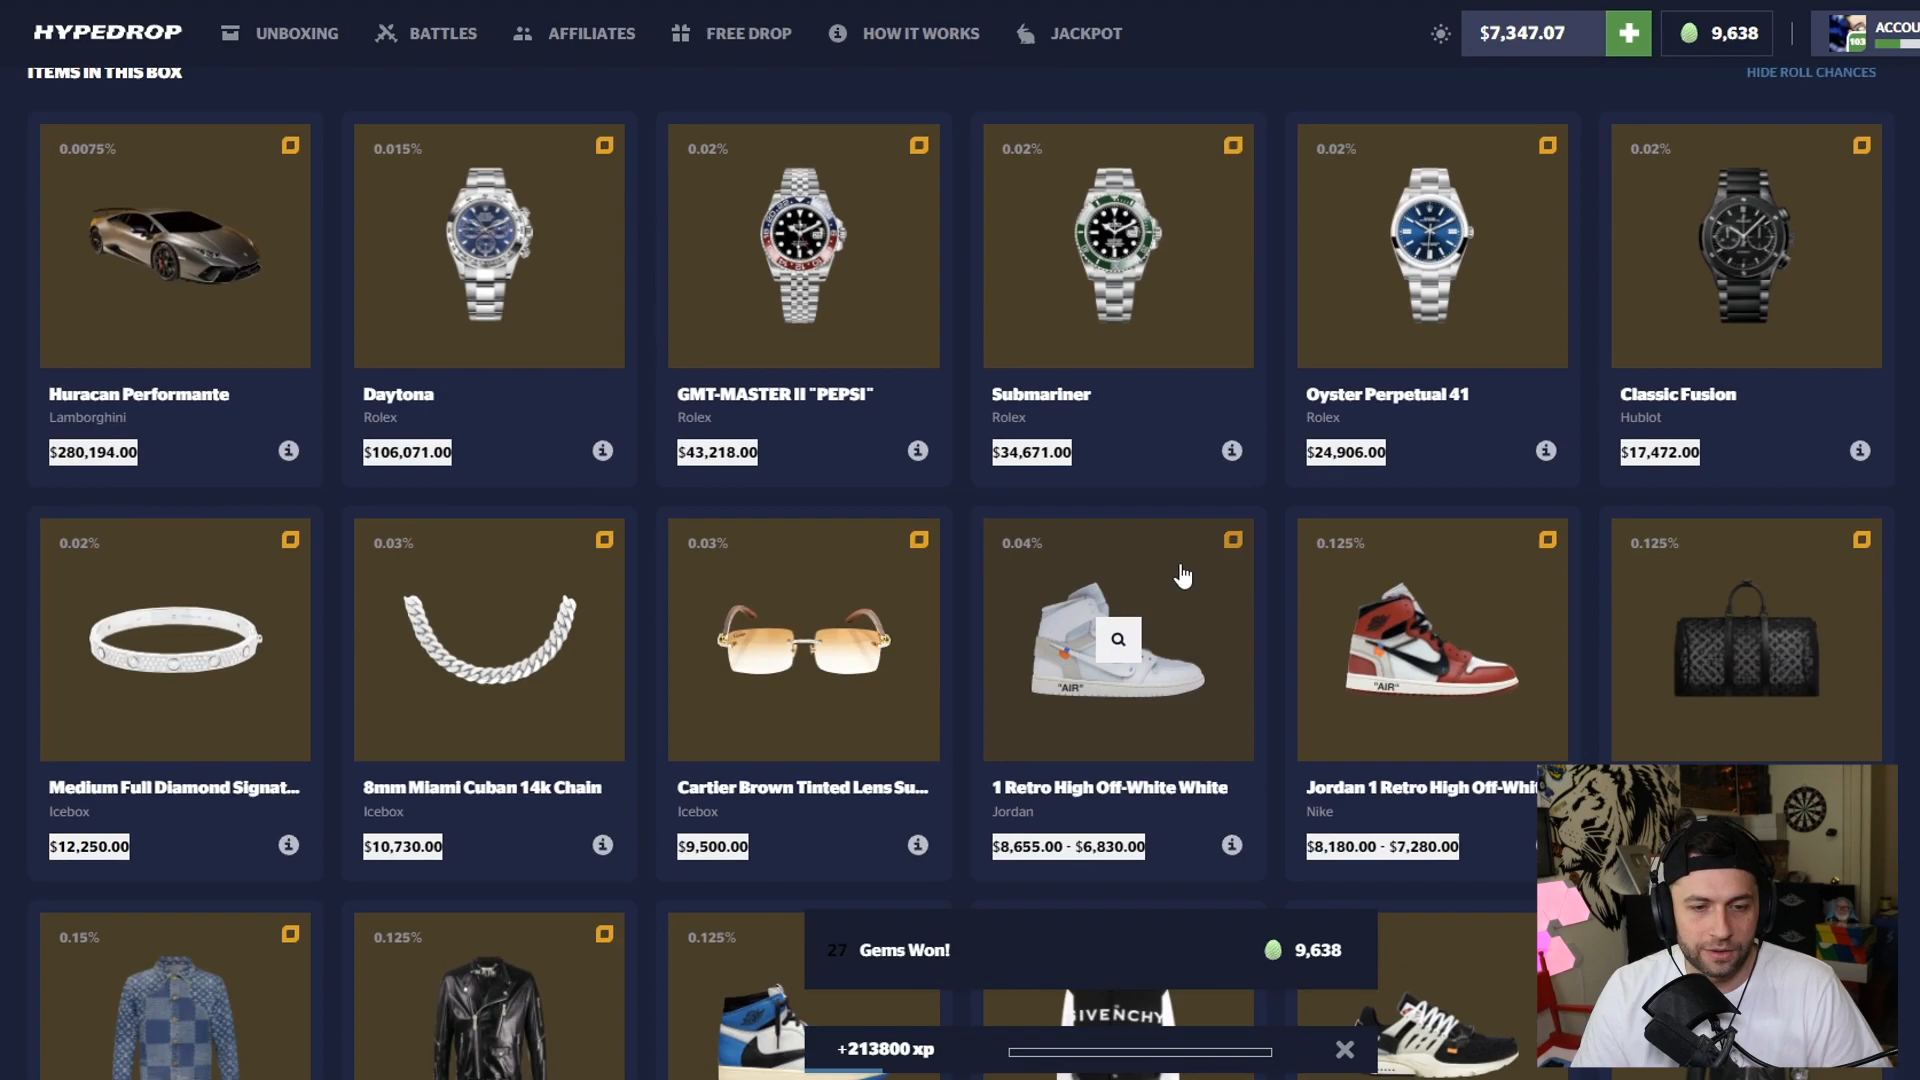 HYPEDROP
UNBOXING
BATTLES
AFFILIATES
FREE DROP
HOW IT WORKS
JACKPOT
$7,347.07
9,638
103
ACCOU
ITEMS IN THIS BOX
HIDE ROLL CHANCES
0.0075%
0.015%
0.02%
0.02%
0.02%
0.02%
Huracan Performante
Daytona
GMT-MASTER II "PEPSI"
Submariner
Oyster Perpetual 41
Classic Fusion
Lamborghini
Rolex
Rolex
Rolex
Rolex
Hublot
$280,194.00
$106,071.00
$43,218.00
$34,671.00
$24,906.00
$17,472.00
0.02%
0.03%
0.03%
0.04%
0.125%
0.125%
"AIR"
"AIR"
Medium Full Diamond Signat...
8mm Miami Cuban 14k Chain
Cartier Brown Tinted Lens Su...
1 Retro High Off-White White
Jordan 1 Retro High Off-Whi
Icebox
Icebox
Icebox
Jordan
Nike
$12,250.00
$10,730.00
$9,500.00
$8,655.00 - $6,830.00
$8,180.00 - $7,280.00
0.15%
0.125%
0.125%
27 Gems Won!
9,638
GIVENCHY
+213800 xp